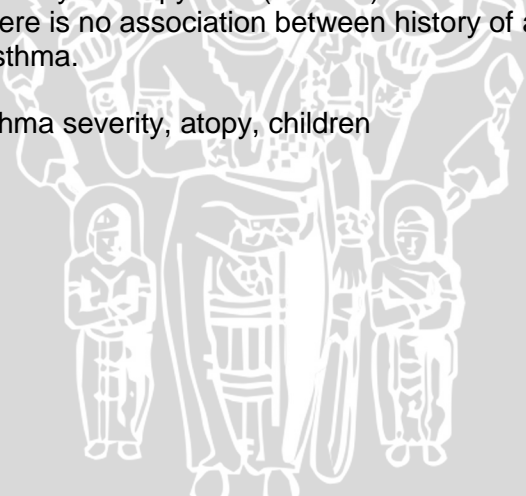 here is no association between history of a
sthma.
hma severity, atopy, children